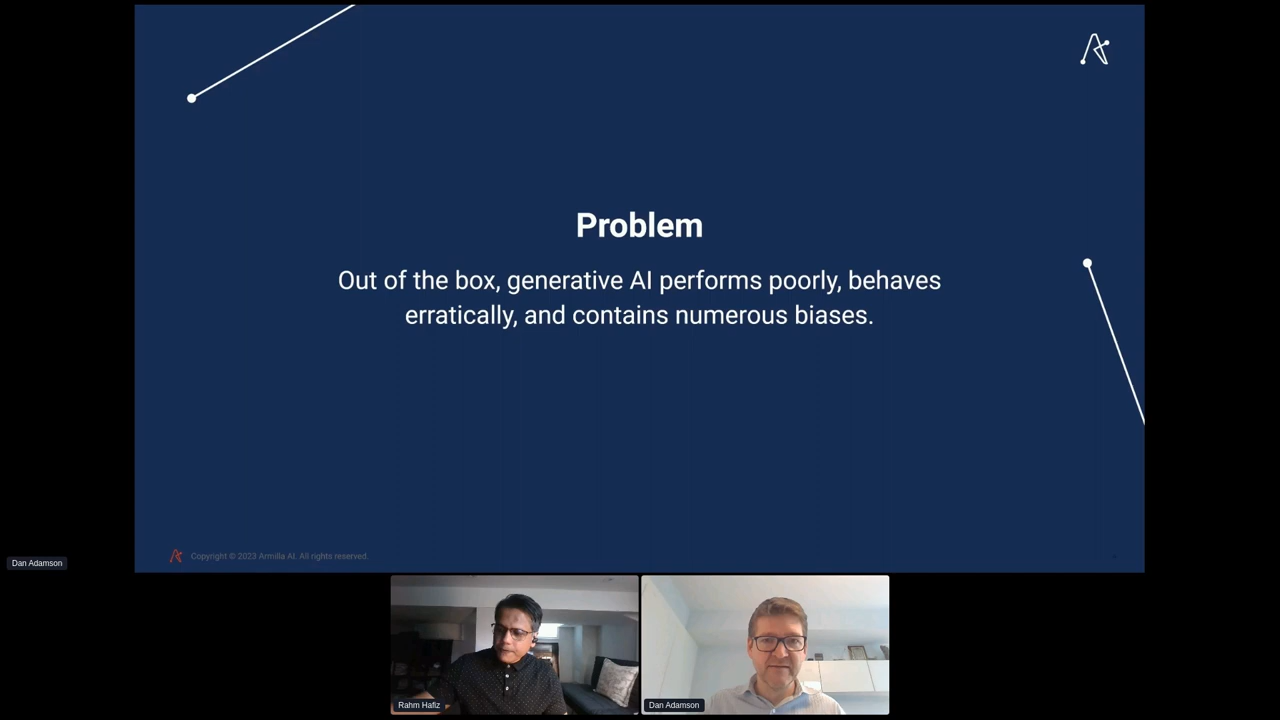 Problem
Out of the box, generative AI performs poorly, behaves
erratically, and contains numerous biases.
Copyright © 2023 Armilla AI. All rights reserved.
Dan Adamson
Rahm Hafiz
Dan Adamson